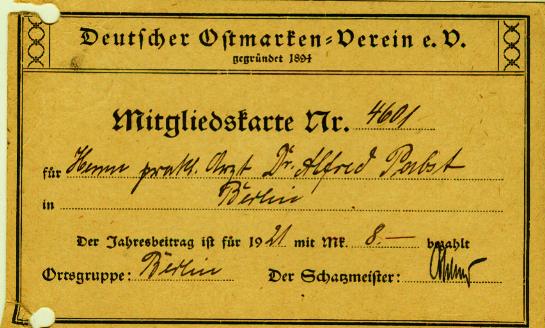 Deutscher Ostmarken-Verein e. V.
gegründet 1894
Mitgliedskarte Nr. 4601
für Herrn prakt. Arzt Dr. Alfred Pabst
in Berlin
Der Jahresbeitrag ist für 1921 mit Mk. 8.— bezahlt
Ortsgruppe: Berlin Der Schatzmeister: